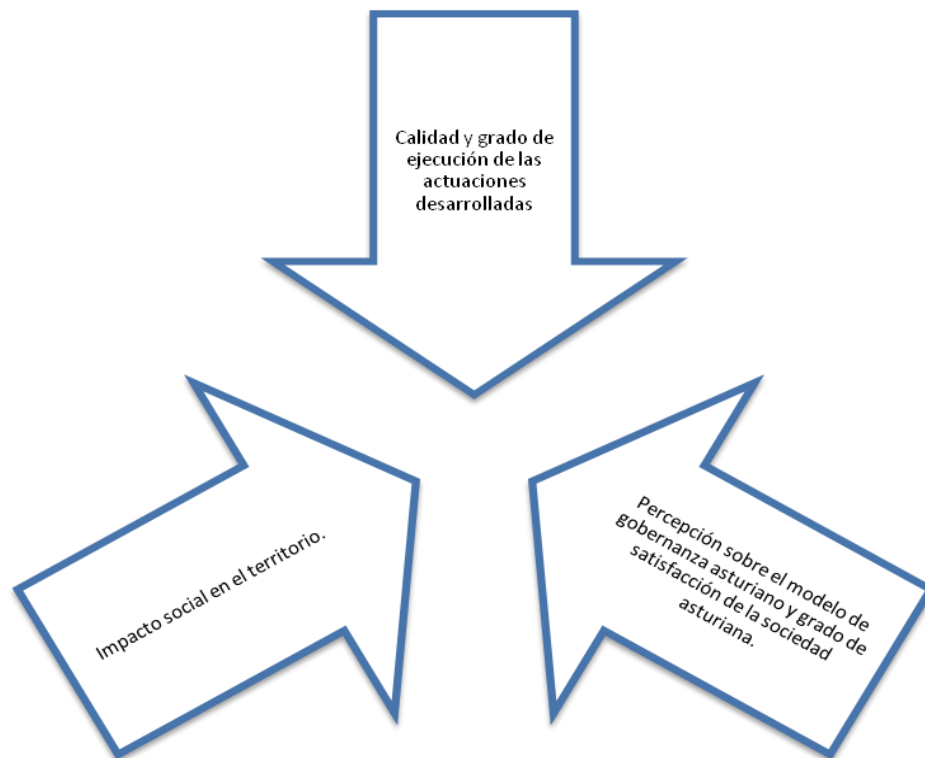 Calidad y grado de
ejecución de las
actuaciones
desarrolladas
Impacto social en el territorio.
Percepción sobre el modelo de
gobernanza asturiano y grado de
satisfacción de la sociedad
asturiana.